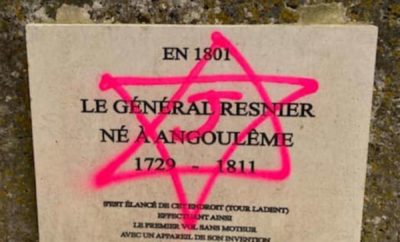 EN 1801
LE GÉNÉRAL RESNIER
NÉ À ANGOULÊME
1729 - 1811
S'EST ÉLANCÉ DE CET ENDROIT (TOUR LADENT)
EFFECTUANT AINSI
LE PREMIER VOL SANS MOTEUR
AVEC UN APPAREIL DE SON INVENTION